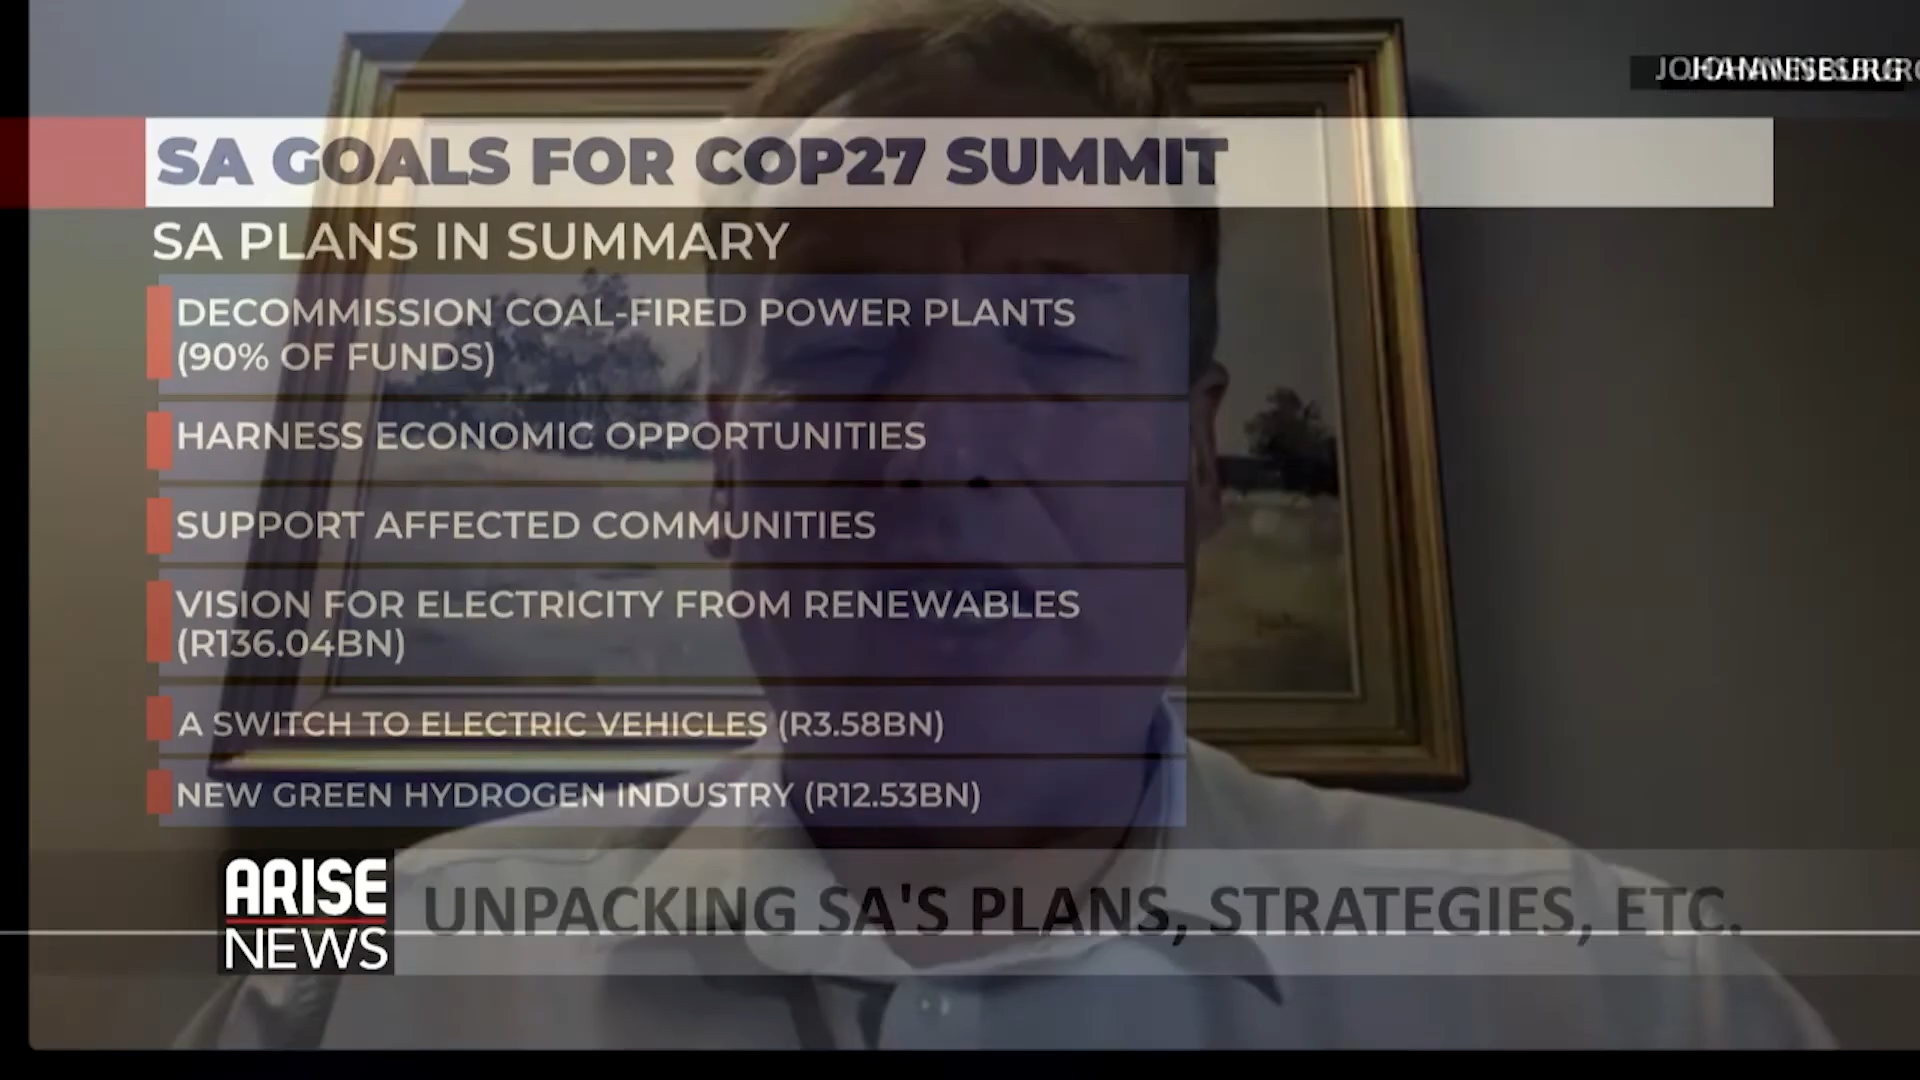 JOHANNESBURG
SA GOALS FOR COP27 SUMMIT
SA PLANS IN SUMMARY
DECOMMISSION COAL-FIRED POWER PLANTS
(90% OF FUNDS)
HARNESS ECONOMIC OPPORTUNITIES
SUPPORT AFFECTED COMMUNITIES
VISION FOR ELECTRICITY FROM RENEWABLES
(R136.04BN)
A SWITCH TO ELECTRIC VEHICLES (R3.58BN)
NEW GREEN HYDROGEN INDUSTRY (R12.53BN)
ARISE
NEWS
UNPACKING SA'S PLANS, STRATEGIES, ETC.